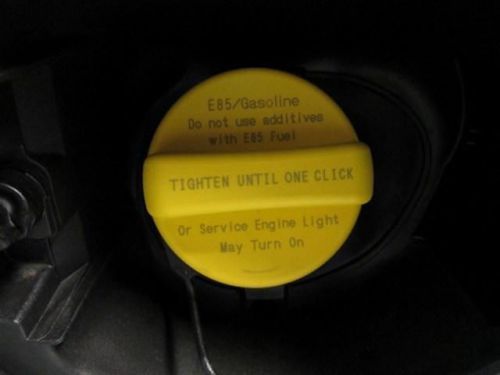 E85/Gasoline
Do not use additives
with E85 Fuel
TIGHTEN UNTIL ONE CLICK
Or Service Engine Light
May Turn On